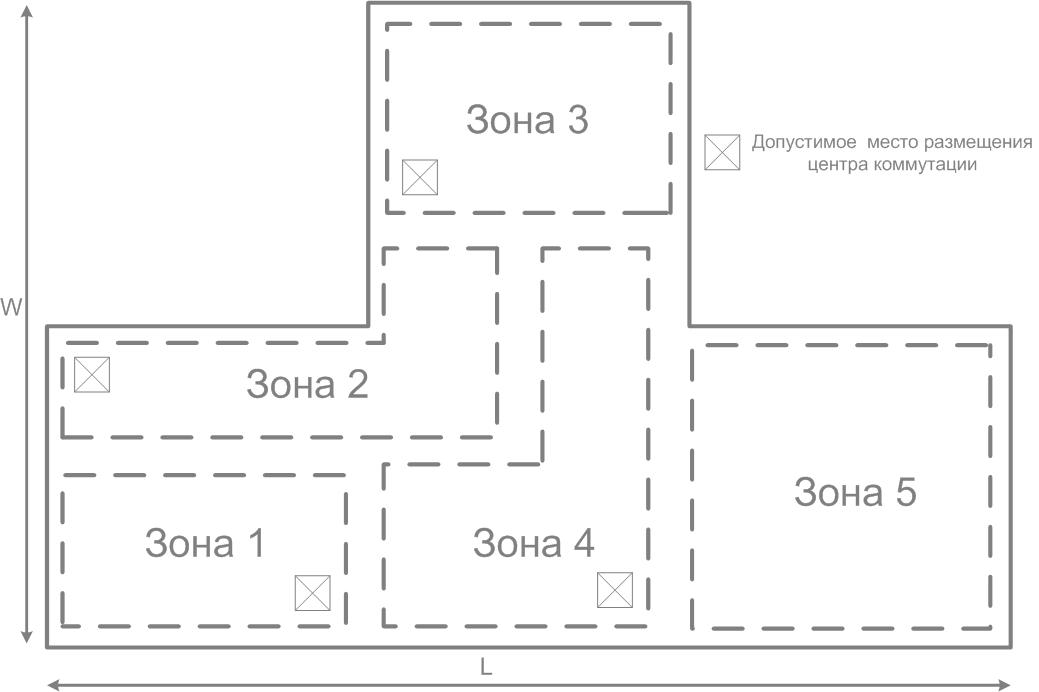 Зона 3
Допустимое место размещения
центра коммутации
W
Зона 2
Зона 5
Зона 1
Зона 4
L